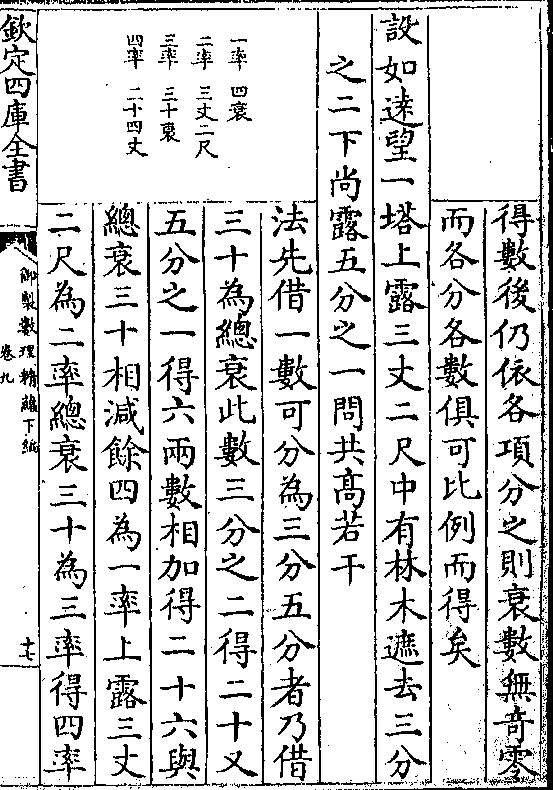 得數後仍依各項分之則衰數無竒零
而各分各數俱可比例而得矣
設如逺望一塔上露三丈二尺中有林木遮去三分
之二下尚露五分之一問共髙若干
法先借一數可分為三分五分者乃借
三十為總衰此數三分之二得二十又
五分之一得六兩數相加得二十六與
總衰三十相減餘四為一率上露三丈
二尺為二率總衰三十為三率得四率
一率　四衰
二率　三丈二尺
三率　三十衰
四率　二十四丈
欽定四庫全書
御製數理精蘊下編
卷九
十七